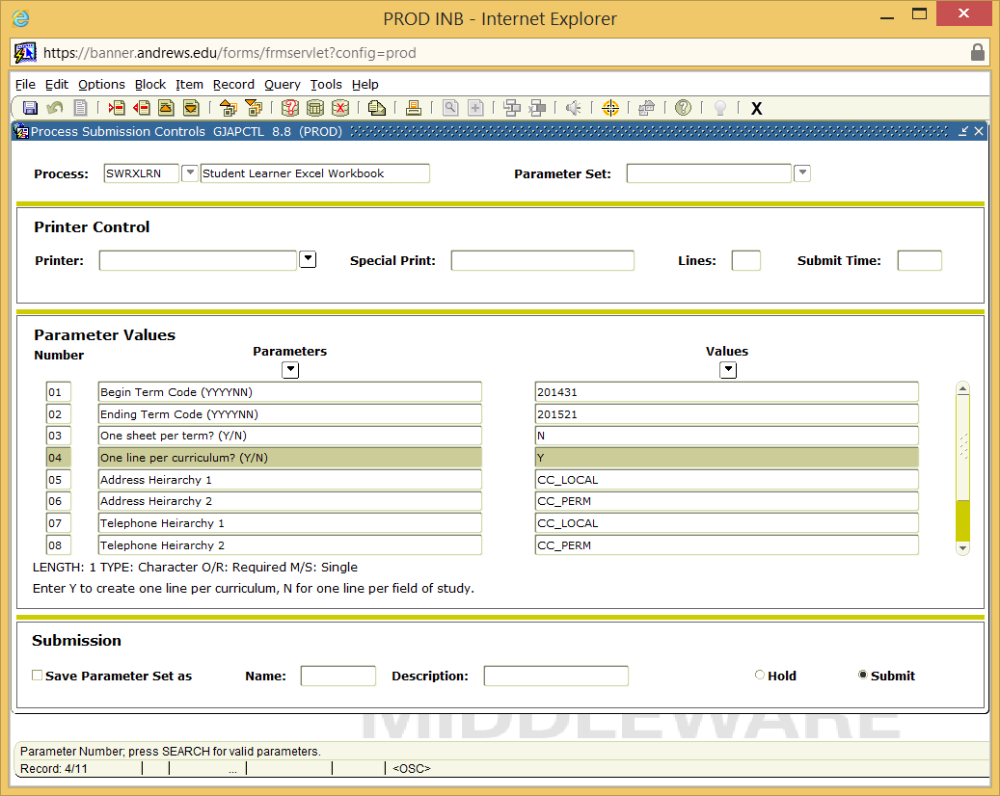 PROD INB - Internet Explorer
https://banner.andrews.edu/forms/frmservlet?config=prod
File Edit Options Block Item Record Query Tools Help
X
Process Submission Controls GJAPCTL 8.8 (PROD)
Process: SWRXLRN Student Learner Excel Workbook Parameter Set:
Printer Control
Printer: Special Print: Lines: Submit Time:
Parameter Values
Number Parameters Values
01 Begin Term Code (YYYYNN) 201431
02 Ending Term Code (YYYYNN) 201521
03 One sheet per term? (Y/N) N
04 One line per curriculum? (Y/N) Y
05 Address Heirarchy 1 CC_LOCAL
06 Address Heirarchy 2 CC_PERM
07 Telephone Heirarchy 1 CC_LOCAL
08 Telephone Heirarchy 2 CC_PERM
LENGTH: 1 TYPE: Character O/R: Required M/S: Single
Enter Y to create one line per curriculum, N for one line per field of study.
Submission
Save Parameter Set as Name: Description: Hold Submit
MIDDLEWARE
Parameter Number; press SEARCH for valid parameters.
Record: 4/11 ... <OSC>